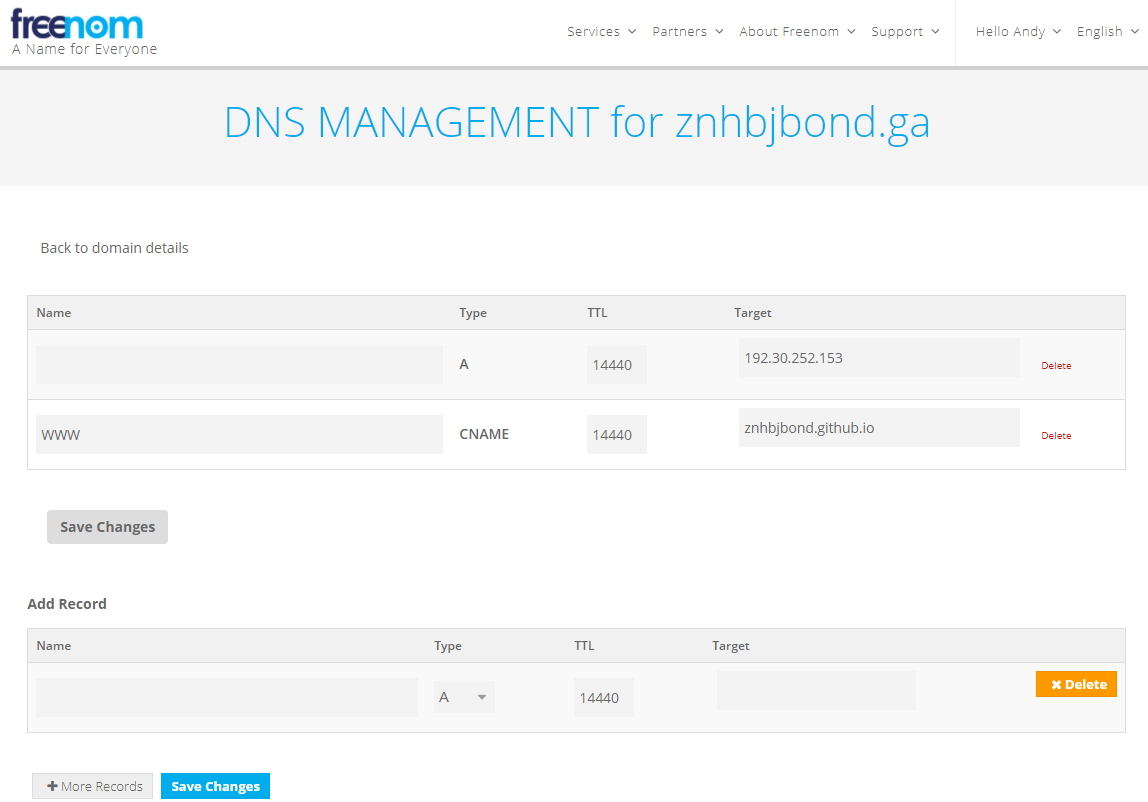 freenom
A Name for Everyone
Services Partners About Freenom Support Hello Andy English
DNS MANAGEMENT for znhbjbond.ga
Back to domain details
Name Type TTL Target
A 14440 192.30.252.153 Delete
WWW CNAME 14440 znhbjbond.github.io Delete
Save Changes
Add Record
Name Type TTL Target
A 14440 Delete
More Records Save Changes